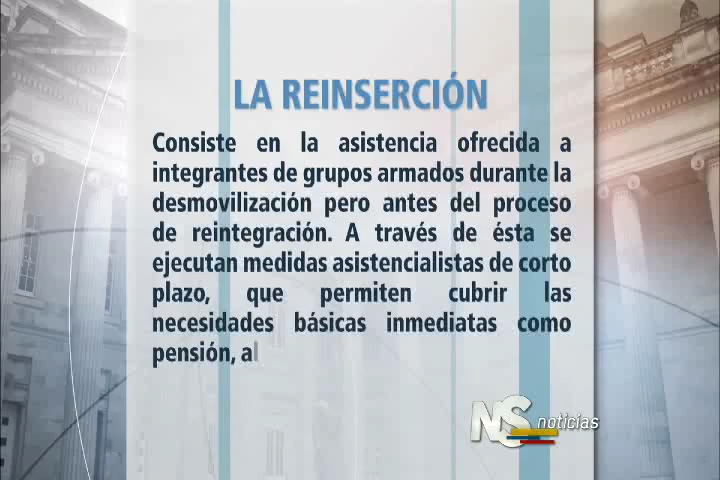 LA REINSERCIÓN
Consiste en la asistencia ofrecida a
integrantes de grupos armados durante la
desmovilización pero antes del proceso
de reintegración. A través de ésta se
ejecutan medidas asistencialistas de corto
plazo, que permiten cubrir las
necesidades básicas inmediatas como
pensión, al
NS noticias